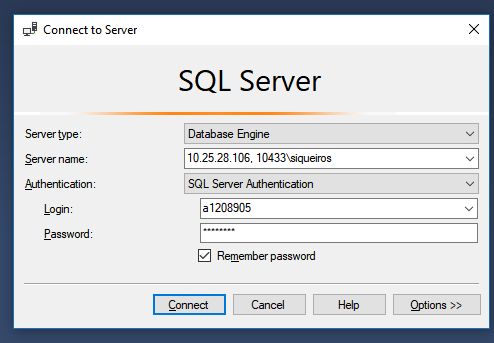 Connect to Server
SQL Server
Server type: Database Engine
Server name: 10.25.28.106, 10433\siqueiros
Authentication: SQL Server Authentication
Login: a1208905
Password: ********
Remember password
Connect Cancel Help Options >>